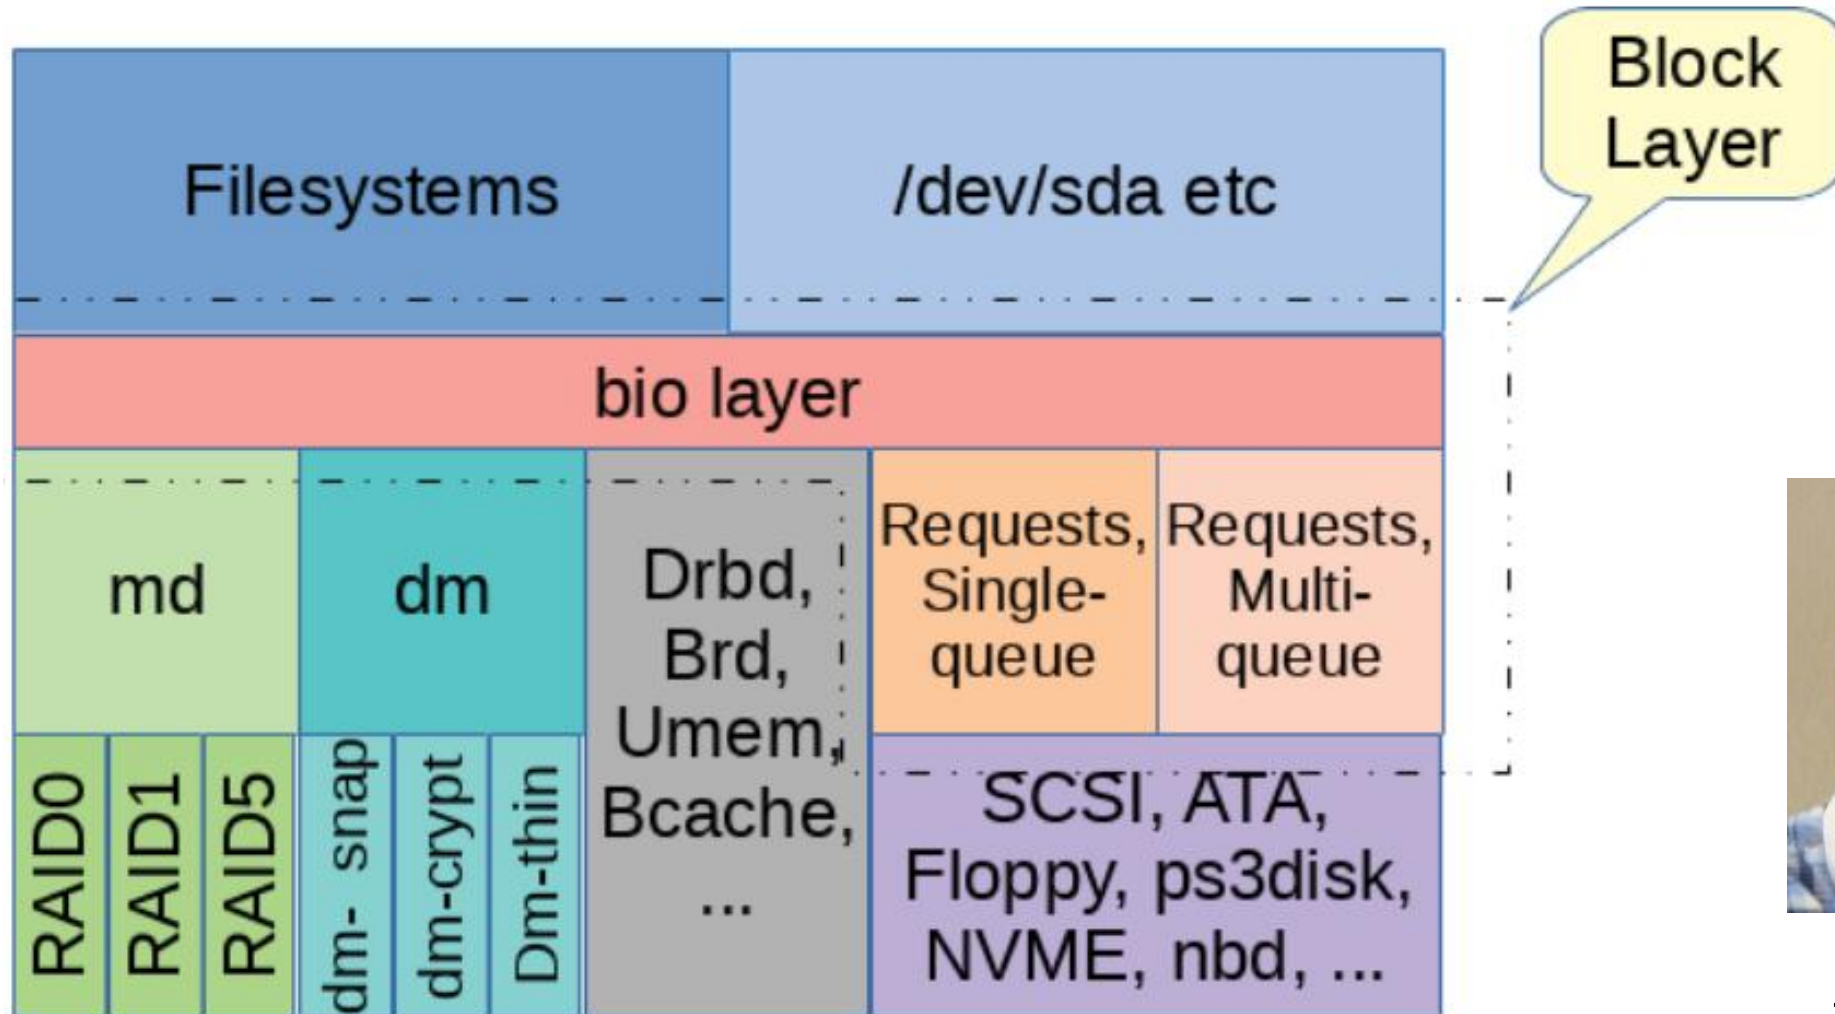 Block
Layer
Filesystems
/dev/sda etc
bio layer
md
dm
Drbd,
Brd,
Umem,
Bcache,
...
Requests,
Single-
queue
Requests,
Multi-
queue
RAID0
RAID1
RAID5
dm- snap
dm-crypt
Dm-thin
SCSI, ATA,
Floppy, ps3disk,
NVME, nbd, ...